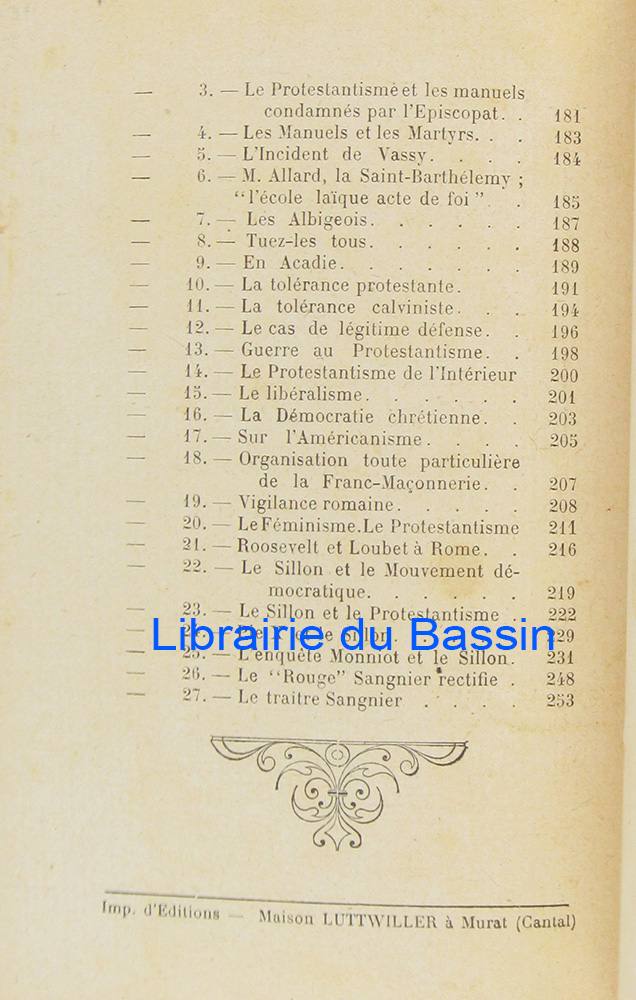 — 3. — Le Protestantisme et les manuels
condamnés par l'Episcopat. . 181
— 4. — Les Manuels et les Martyrs. . . 183
— 5. — L'Incident de Vassy. . . . 184
— 6. — M. Allard, la Saint-Barthélemy ;
"l'école laïque acte de foi" . 185
— 7. — Les Albigeois. . . . . . 187
— 8. — Tuez-les tous. . . . . . 188
— 9. — En Acadie. . . . . . . 189
— 10. — La tolérance protestante. . . 191
— 11. — La tolérance calviniste. . . 194
— 12. — Le cas de légitime défense. . 196
— 13. — Guerre au Protestantisme. . 198
— 14. — Le Protestantisme de l'Intérieur 200
— 15. — Le libéralisme. . . . . . 201
— 16. — La Démocratie chrétienne. . 203
— 17. — Sur l'Américanisme. . . . 205
— 18. — Organisation toute particulière
de la Franc-Maçonnerie. . 207
— 19. — Vigilance romaine. . . . . 208
— 20. — Le Féminisme. Le Protestantisme 211
— 21. — Roosevelt et Loubet à Rome. . 216
— 22. — Le Sillon et le Mouvement dé-
mocratique. . . . . . 219
— 23. — Le Sillon et le Protestantisme . 222
Librairie du Bassin
— Sillon. 229
— 25. — L'enquête Monniot et le Sillon. 231
— 26. — Le "Rouge" Sangnier rectifie . 248
— 27. — Le traitre Sangnier . . . . 253
Imp. d'Editions — Maison LUTTWILLER à Murat (Cantal)